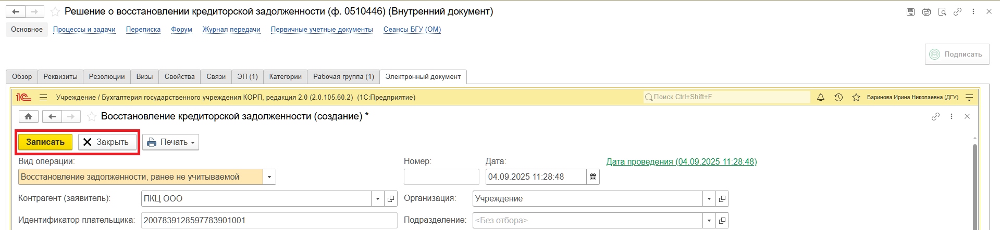 Решение о восстановлении кредиторской задолженности (ф. 0510446) (Внутренний документ)
Основное Процессы и задачи Переписка Форум Журнал передачи Первичные учетные документы Сеансы БГУ (ОМ)
Подписать
Обзор Реквизиты Резолюции Визы Свойства Связи ЭП (1) Категории Рабочая группа (1) Электронный документ
1С Учреждение / Бухгалтерия государственного учреждения КОРП, редакция 2.0 (2.0.105.60.2) (1С:Предприятие) Поиск Ctrl+Shift+F Баринова Ирина Николаевна (ДГУ)
Восстановление кредиторской задолженности (создание) *
Записать Закрыть Печать
Вид операции: Номер: Дата: Дата проведения (04.09.2025 11:28:48)
Восстановление задолженности, ранее не учитываемой 04.09.2025 11:28:48
Контрагент (заявитель): ПКЦ ООО Организация: Учреждение
Идентификатор плательщика: 2007839128597783901001 Подразделение: <Без отбора>